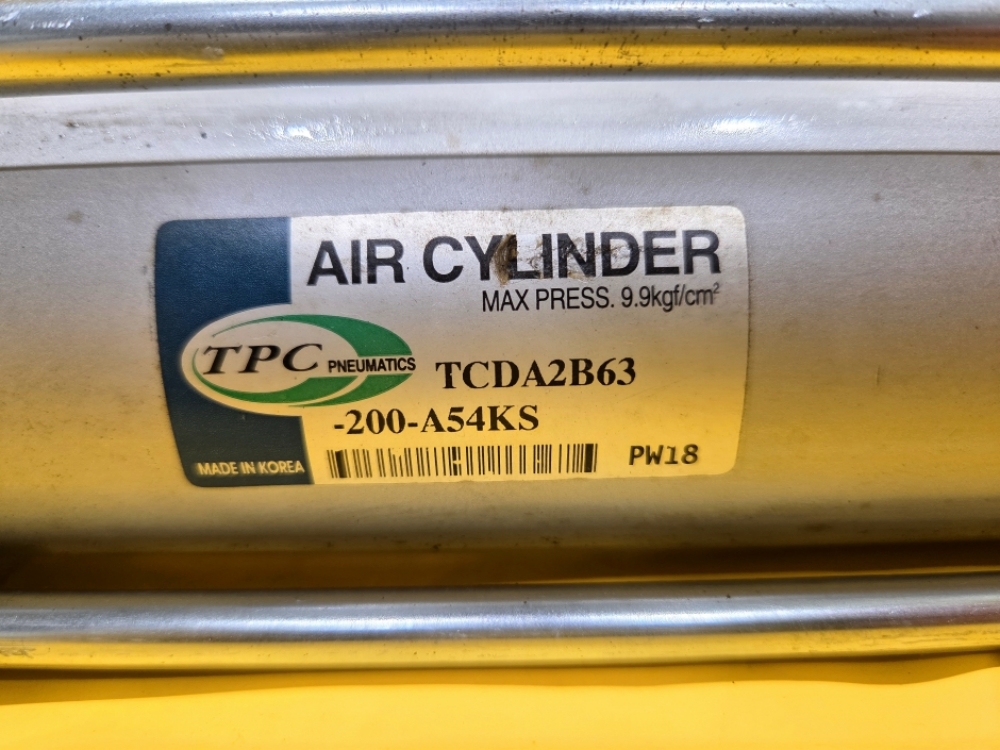 AIR CYLINDER
MAX PRESS. 9.9kgf/cm²
TPC PNEUMATICS
TCDA2B63
-200-A54KS
MADE IN KOREA
PW18